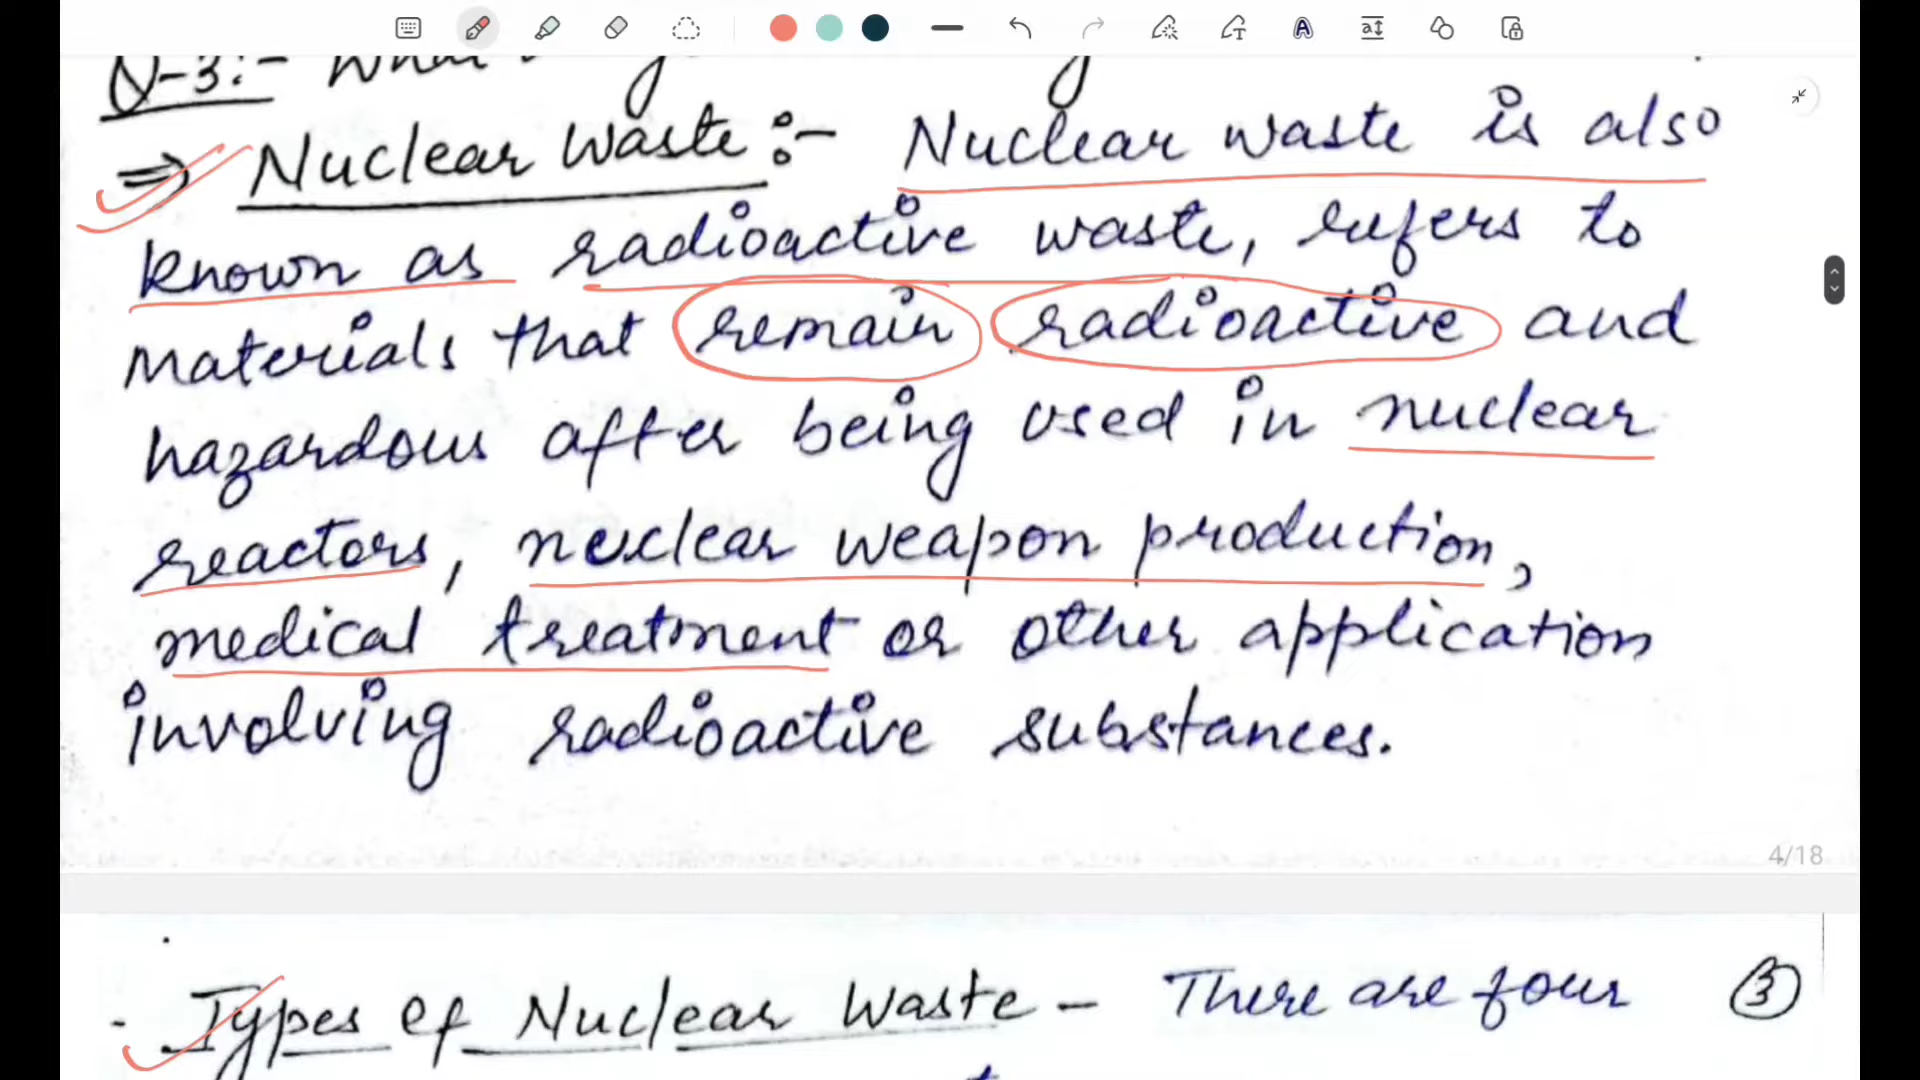 Q-3:- What
⇒ Nuclear Waste :- Nuclear waste is also
known as radioactive waste, refers to
materials that remain radioactive and
hazardous after being used in nuclear
reactors, nuclear weapon production,
medical treatment or other application
involving radioactive substances.
4/18
- Types of Nuclear Waste - There are four ③